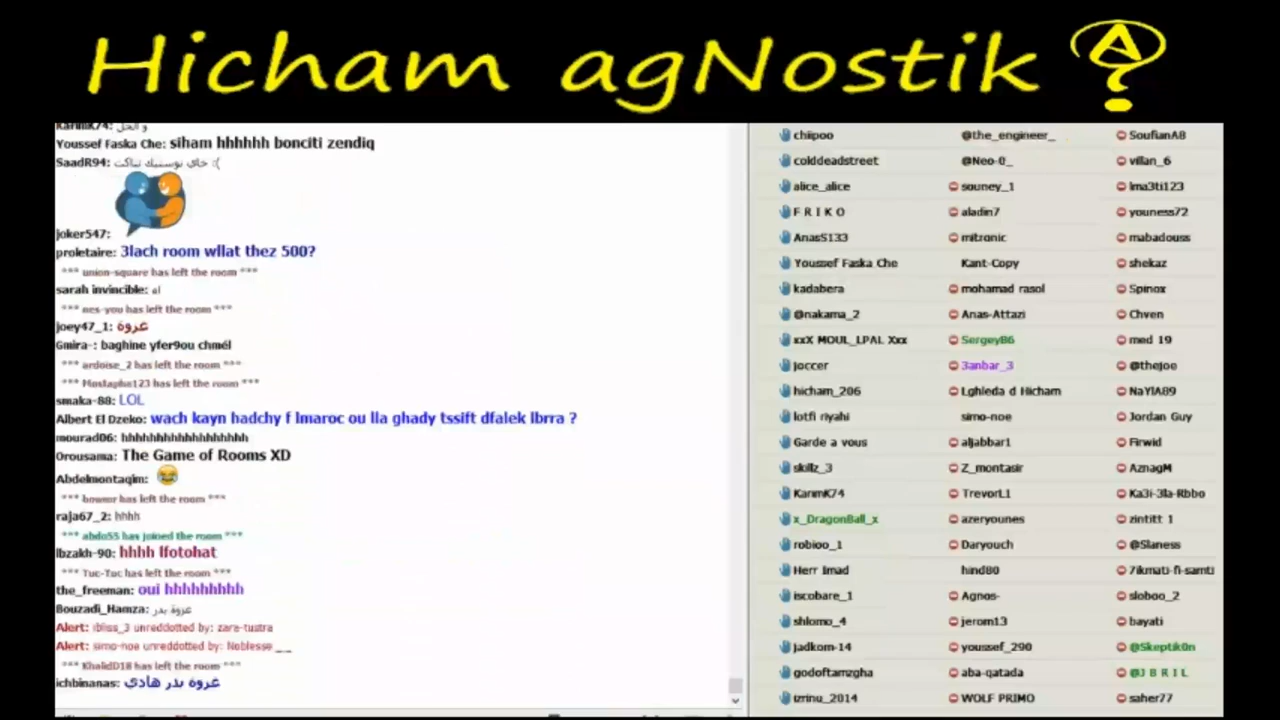 Hicham agNostik
KarimK74: و الحل
Youssef Faska Che: siham hhhhhh bonciti zendiq
SaadR94: :(
joker547:
proletaire: 3lach room wllat thez 500?
*** union-square has left the room ***
sarah invincible: اه
*** nes-you has left the room ***
joey47_1: عروة
Gmira-: baghine yfer9ou chmél
*** ardoise_2 has left the room ***
*** Mostapha123 has left the room ***
smaka-88: LOL
Albert El Dzeko: wach kayn hadchy f lmaroc ou lla ghady tssift dfalek lbrra ?
mourad06: hhhhhhhhhhhhhhhhhh
Orousama: The Game of Rooms XD
Abdelmontaqim:
*** bnwmr has left the room ***
raja67_2: hhhh
*** abdo55 has joined the room ***
lbzakh-90: hhhh lfotohat
*** Tuc-Toc has left the room ***
the_freeman: oui hhhhhhhhh
Bouzadi_Hamza: عروة بدر
Alert: ibliss_3 unreddotted by: zara-tustra
Alert: simo-noe unreddotted by: Noblesse __
*** KhalidD18 has left the room ***
ichbinanas: غروة بدر هادي
chiipoo @the_engineer_ SoufianA8
colddeadstreet @Neo-0_ villan_6
alice_alice souney_1 lma3ti123
F R I K O aladin7 youness72
AnasS133 mitronic mabadouss
Youssef Faska Che Kant-Copy shekaz
kadabera mohamad rasol Spinox
@nakama_2 Anas-Attazi Chven
xxX MOUL_LPAL Xxx Sergey86 med 19
joccer 3anbar_3 @thejoe
hicham_206 Lghleda d Hicham NaYlA89
lotfi riyahi simo-noe Jordan Guy
Garde a vous aljabbar1 Firwid
skillz_3 Z_montasir AznagM
KarimK74 TrevorL1 Ka3i-3la-Rbbo
x_DragonBall_x azeryounes zintitt 1
robioo_1 Daryouch @Slaness
Herr Imad hind80 7ikmati-fi-samti
iscobare_1 Agnos- sloboo_2
shlomo_4 jerom13 bayati
jadkom-14 youssef_290 @Skeptik0n
godoftamzgha aba-qatada @J B R I L
izrinu_2014 WOLF PRIMO saher77